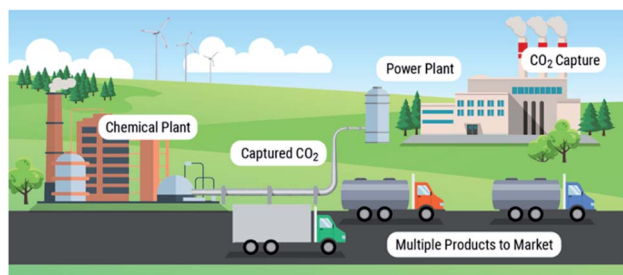 Power Plant
CO₂ Capture
Chemical Plant
Captured CO₂
Multiple Products to Market